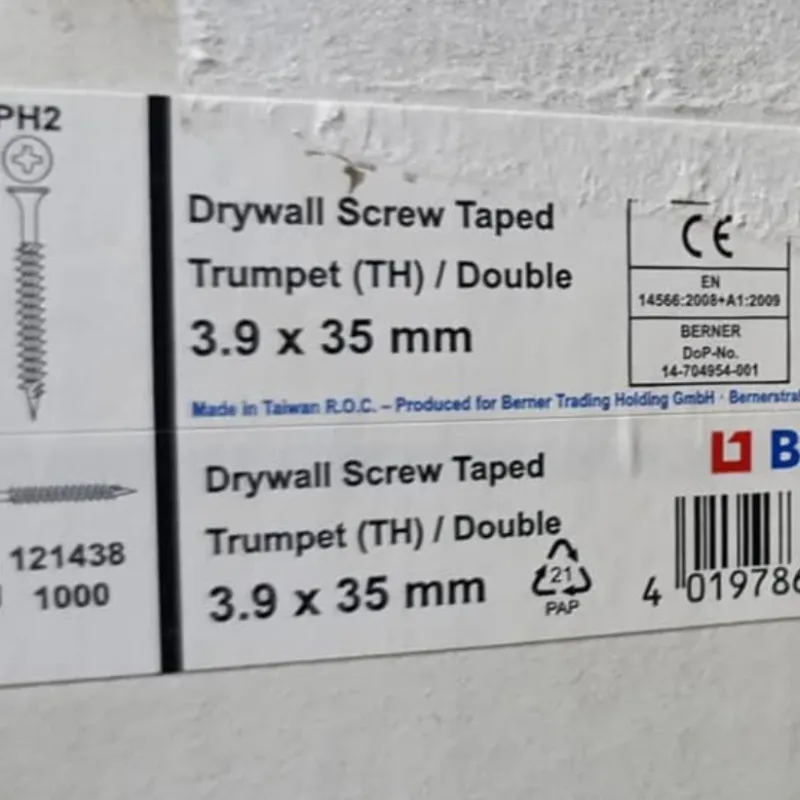 PH2
Drywall Screw Taped
Trumpet (TH) / Double
3.9 x 35 mm
CE
EN
14566:2008+A1:2009
BERNER
DoP-No.
14-704954-001
Made in Taiwan R.O.C. – Produced for Berner Trading Holding GmbH · Bernerstraß
B
Drywall Screw Taped
Trumpet (TH) / Double
3.9 x 35 mm
121438
1000
21
PAP
4 019786